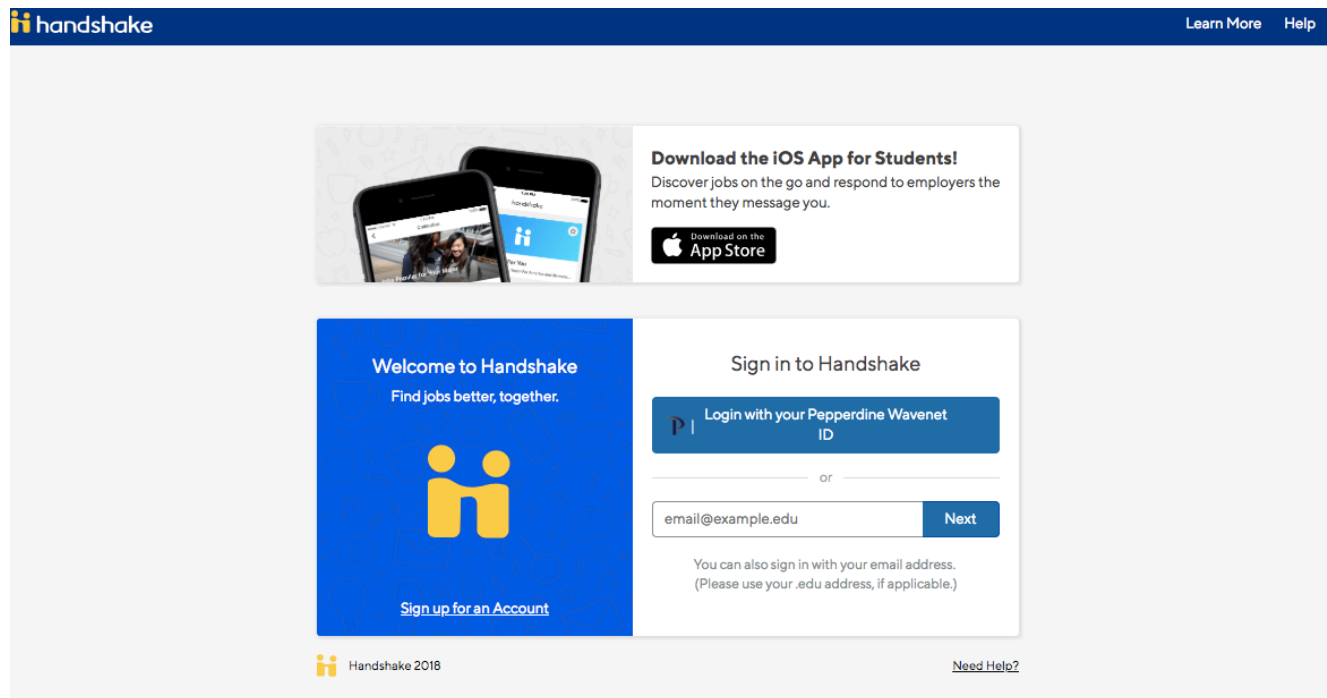 handshake
Learn More Help
Download the iOS App for Students!
Discover jobs on the go and respond to employers the
moment they message you.
Download on the
App Store
handshake
For You
Welcome to Handshake
Find jobs better, together.
Sign up for an Account
Sign in to Handshake
P | Login with your Pepperdine Wavenet
ID
or
email@example.edu
Next
You can also sign in with your email address.
(Please use your .edu address, if applicable.)
Handshake 2018
Need Help?